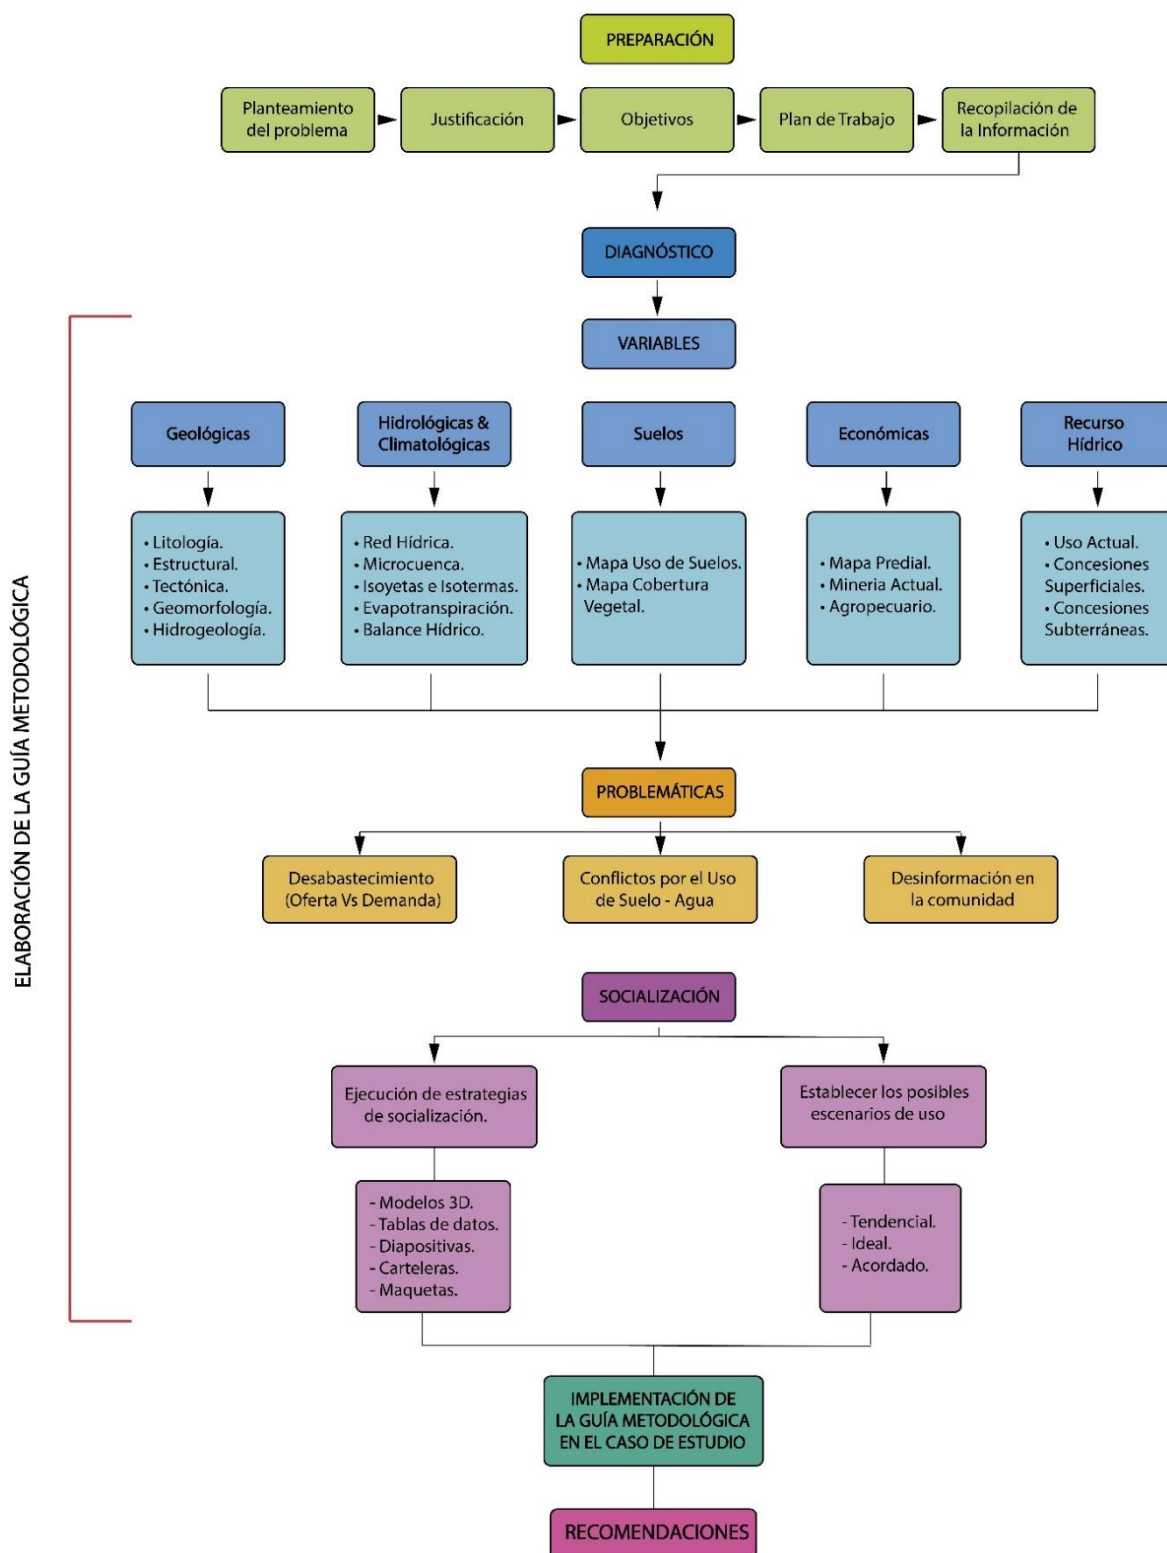 PREPARACIÓN
Planteamiento
del problema
Justificación
Objetivos
Plan de Trabajo
Recopilación de
la Información
DIAGNÓSTICO
VARIABLES
ELABORACIÓN DE LA GUÍA METODOLÓGICA
Geológicas
Hidrológicas &
Climatológicas
Suelos
Económicas
Recurso
Hídrico
• Litología.
• Estructural.
• Tectónica.
• Geomorfología.
• Hidrogeología.
• Red Hídrica.
• Microcuenca.
• Isoyetas e Isotermas.
• Evapotranspiración.
• Balance Hídrico.
• Mapa Uso de Suelos.
• Mapa Cobertura
Vegetal.
• Mapa Predial.
• Mineria Actual.
• Agropecuario.
• Uso Actual.
• Concesiones
Superficiales.
• Concesiones
Subterráneas.
PROBLEMÁTICAS
Desabastecimiento
(Oferta Vs Demanda)
Conflictos por el Uso
de Suelo - Agua
Desinformación en
la comunidad
SOCIALIZACIÓN
Ejecución de estrategias
de socialización.
Establecer los posibles
escenarios de uso
- Modelos 3D.
- Tablas de datos.
- Diapositivas.
- Carteleras.
- Maquetas.
- Tendencial.
- Ideal.
- Acordado.
IMPLEMENTACIÓN DE
LA GUÍA METODOLÓGICA
EN EL CASO DE ESTUDIO
RECOMENDACIONES